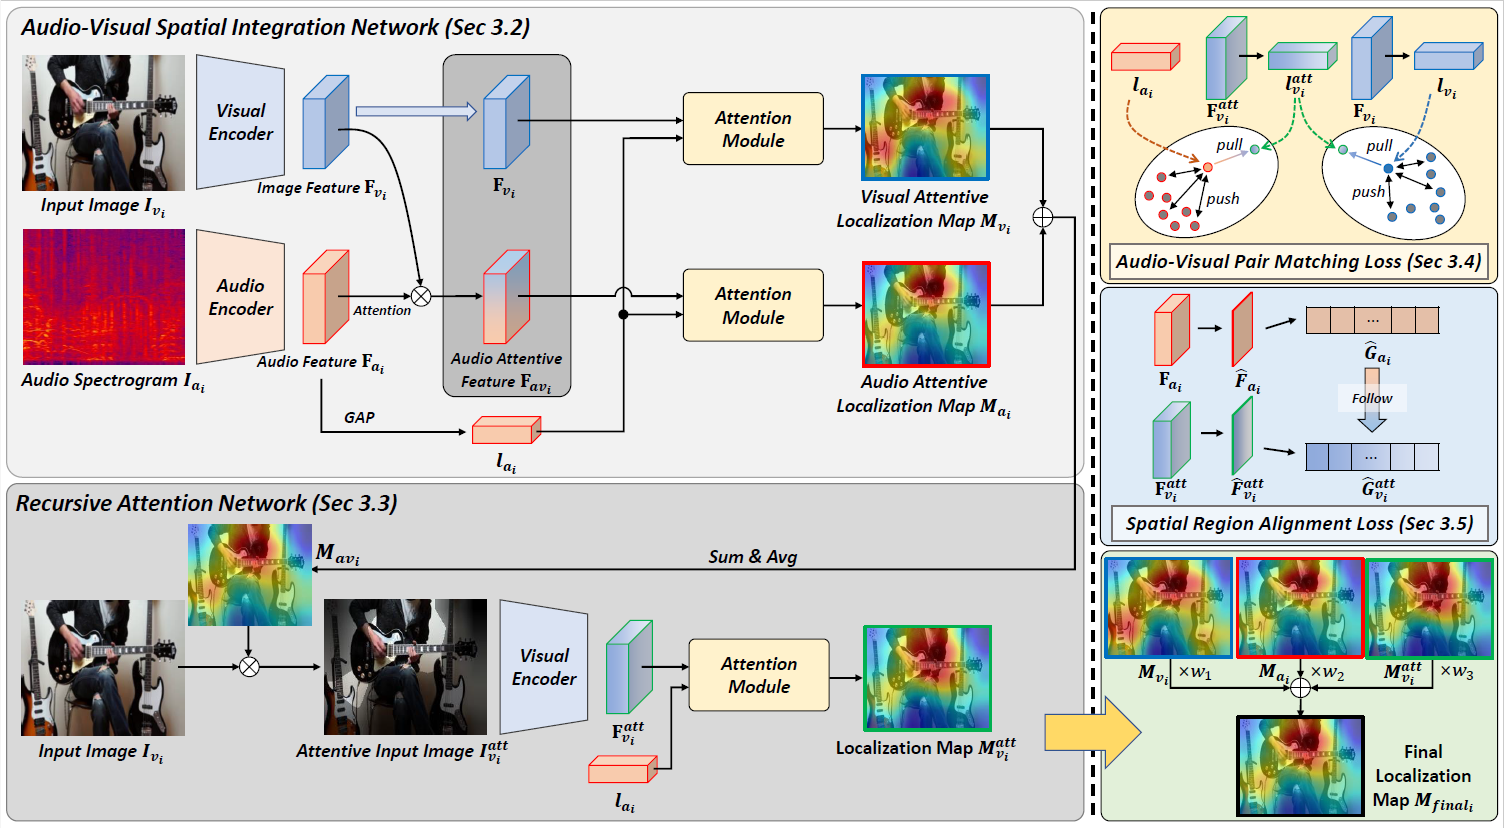 Audio-Visual Spatial Integration Network (Sec 3.2)
Visual
Encoder
Input Image I_{v_i}
Image Feature F_{v_i}
F_{v_i}
Attention
Module
Visual Attentive
Localization Map M_{v_i}
Audio
Encoder
Audio Spectrogram I_{a_i}
Audio Feature F_{a_i}
Attention
Audio Attentive
Feature F_{av_i}
Attention
Module
Audio Attentive
Localization Map M_{a_i}
GAP
l_{a_i}
Recursive Attention Network (Sec 3.3)
M_{av_i}
Sum & Avg
Input Image I_{v_i}
Attentive Input Image I_{v_i}^{att}
Visual
Encoder
F_{v_i}^{att}
l_{a_i}
Attention
Module
Localization Map M_{v_i}^{att}
l_{a_i}
F_{v_i}^{att}
l_{v_i}^{att}
F_{v_i}
l_{v_i}
pull
push
pull
push
Audio-Visual Pair Matching Loss (Sec 3.4)
F_{a_i}
\hat{F}_{a_i}
...
\hat{G}_{a_i}
Follow
F_{v_i}^{att}
\hat{F}_{v_i}^{att}
...
\hat{G}_{v_i}^{att}
Spatial Region Alignment Loss (Sec 3.5)
M_{v_i} ×w_1
M_{a_i} ×w_2
M_{v_i}^{att} ×w_3
Final
Localization
Map M_{final_i}